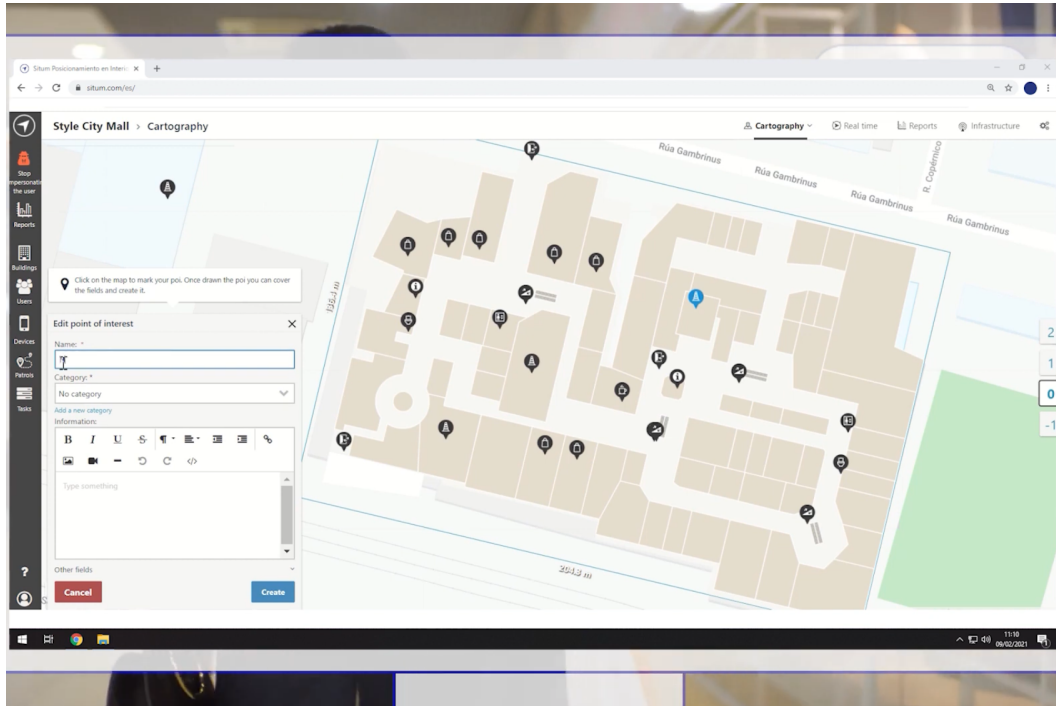 Situm Posicionamiento en Interi
situm.com/es/
Style City Mall > Cartography
Cartography
Real time
Reports
Infrastructure
Stop
impersonatin
the user
Reports
Buildings
Users
Devices
Patrols
Tasks
?
Rúa Gambrinus
Rúa Gambrinus
Rúa Gambrinus
Rúa Gambrinus
R. Copérnico
204.3 m
2
1
0
-1
Click on the map to mark your poi. Once drawn the poi you can cover
the fields and create it.
Edit point of interest
Name: *
Category: *
No category
Add a new category
Information:
B I U S
Type something
Other fields
Cancel
Create
11:10
09/02/2021